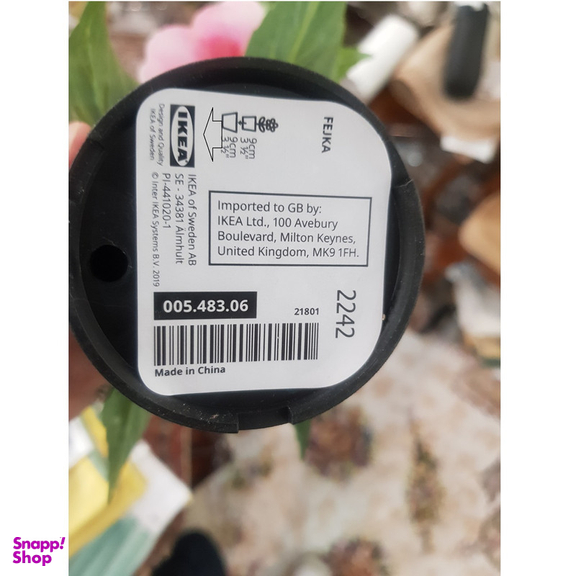 FEJKA
9cm
3 ½"
9cm
3 ½"
IKEA
Design and Quality
IKEA of Sweden
IKEA of Sweden AB
SE - 34381 Älmhult
PI-441020-1
© Inter IKEA Systems B.V. 2019
Imported to GB by:
IKEA Ltd., 100 Avebury
Boulevard, Milton Keynes,
United Kingdom, MK9 1FH.
005.483.06
21801
2242
Made in China
Snapp!
Shop